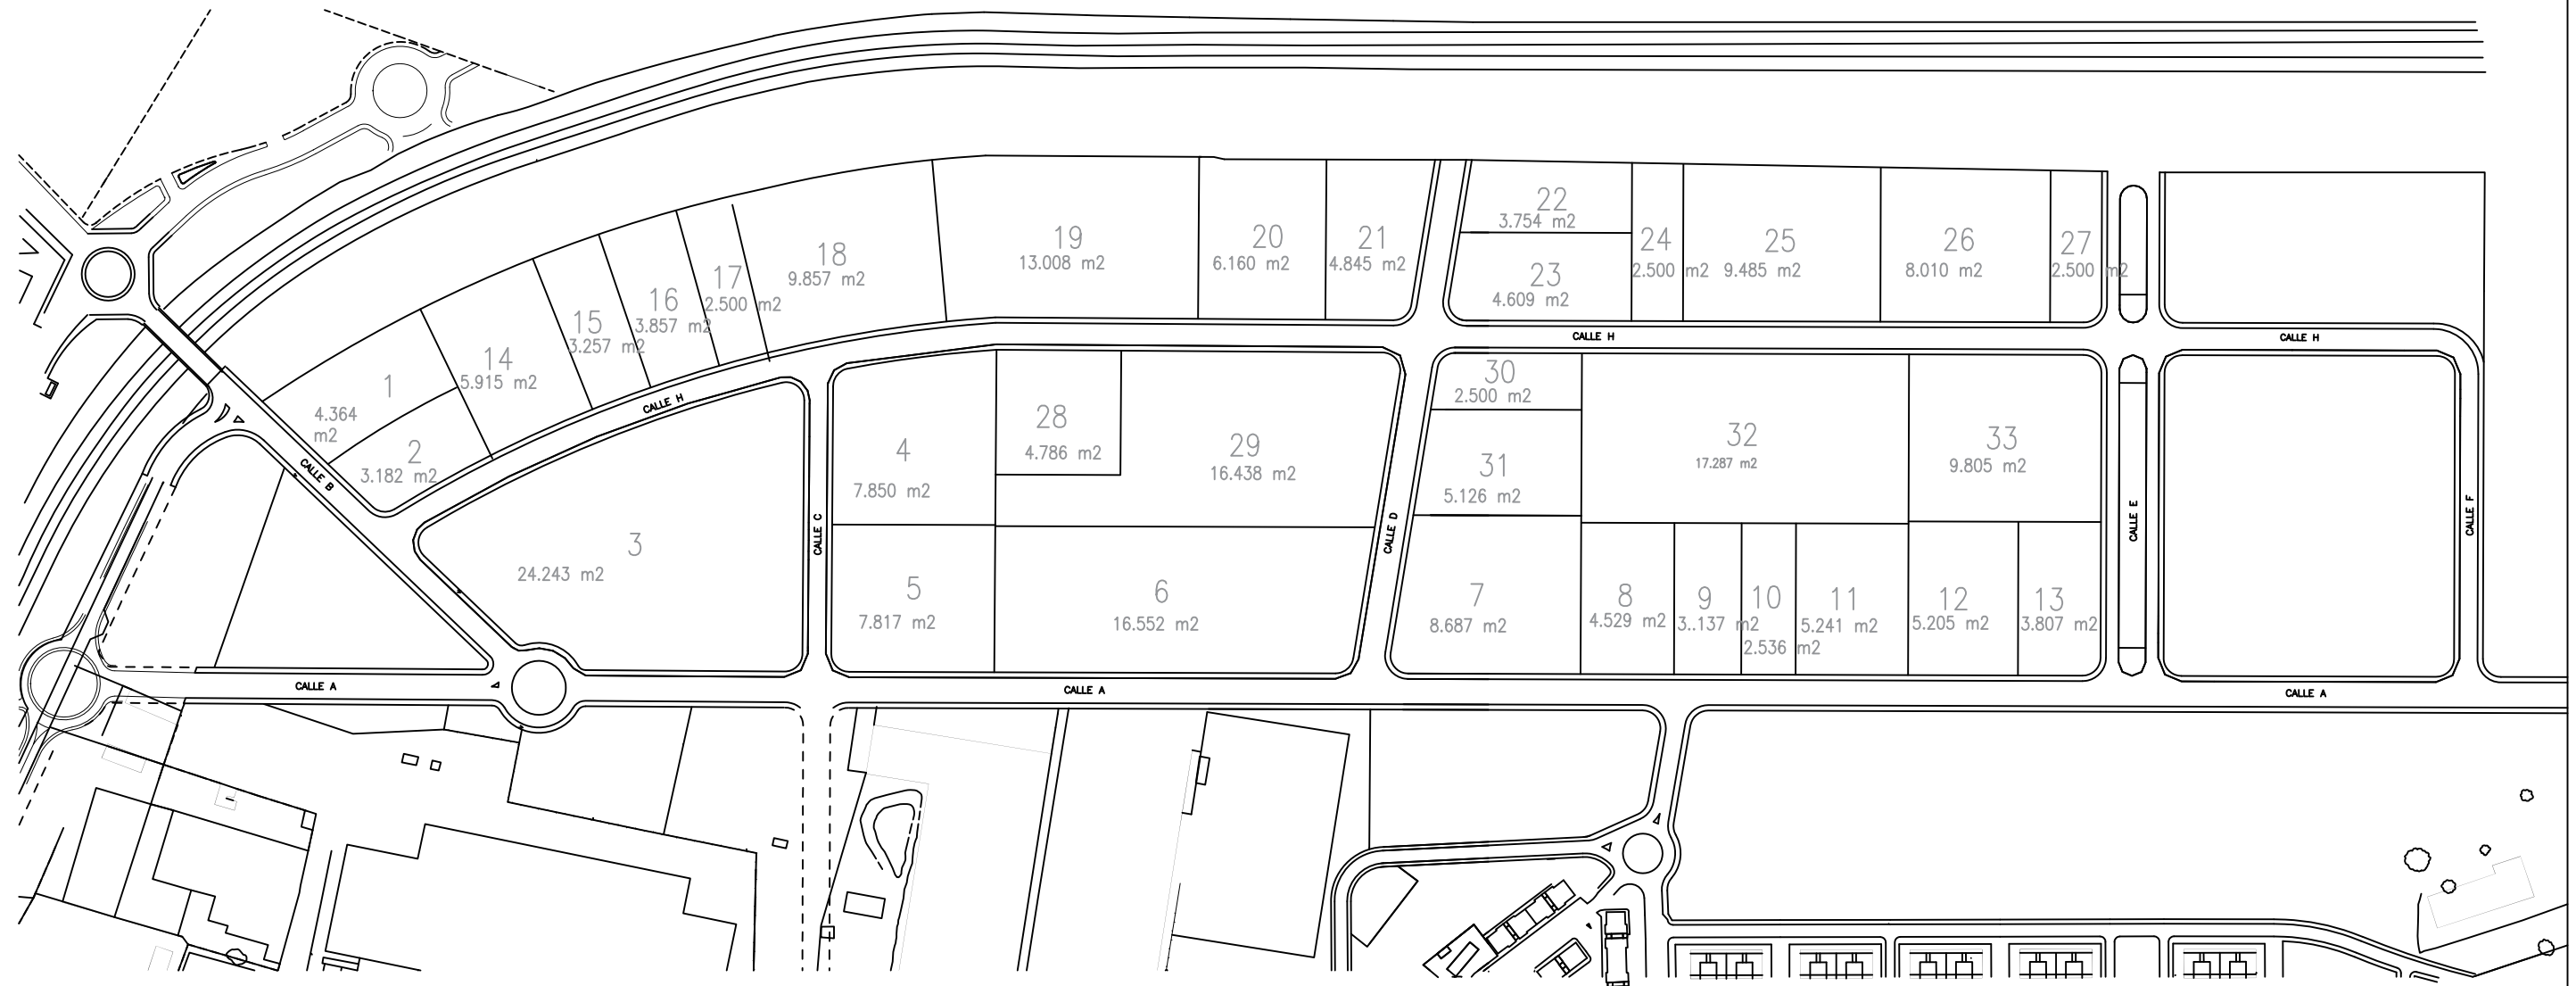 22
3.754 m2
19
13.008 m2
20
6.160 m2
21
4.845 m2
24
2.500 m2
25
9.485 m2
26
8.010 m2
27
2.500 m2
18
9.857 m2
17
2.500 m2
23
4.609 m2
16
3.857 m2
15
3.257 m2
CALLE H
CALLE H
14
5.915 m2
1
4.364
m2
CALLE H
30
2.500 m2
28
4.786 m2
29
16.438 m2
32
17.287 m2
33
9.805 m2
2
3.182 m2
CALLE B
4
7.850 m2
31
5.126 m2
3
24.243 m2
CALLE C
CALLE D
CALLE E
CALLE F
5
7.817 m2
6
16.552 m2
7
8.687 m2
8
4.529 m2
9
3..137 m2
10
2.536 m2
11
5.241 m2
12
5.205 m2
13
3.807 m2
CALLE A
CALLE A
CALLE A